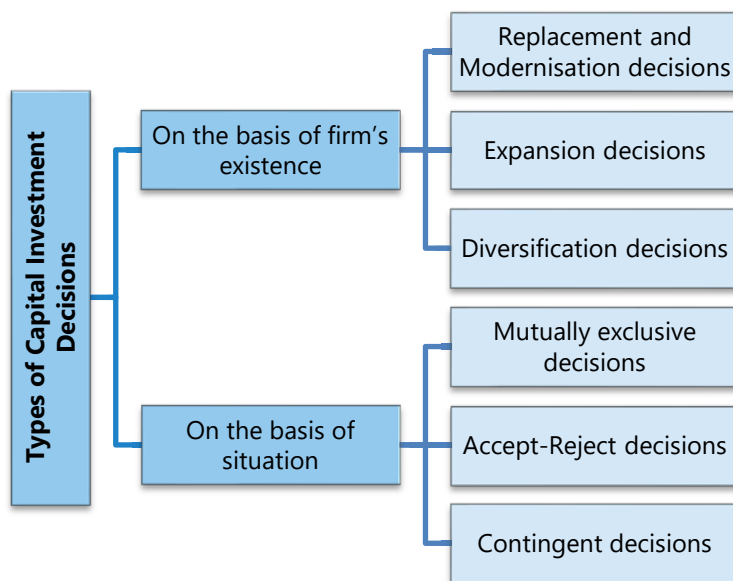 Types of Capital Investment
Decisions
On the basis of firm's
existence
Replacement and
Modernisation decisions
Expansion decisions
Diversification decisions
On the basis of
situation
Mutually exclusive
decisions
Accept-Reject decisions
Contingent decisions